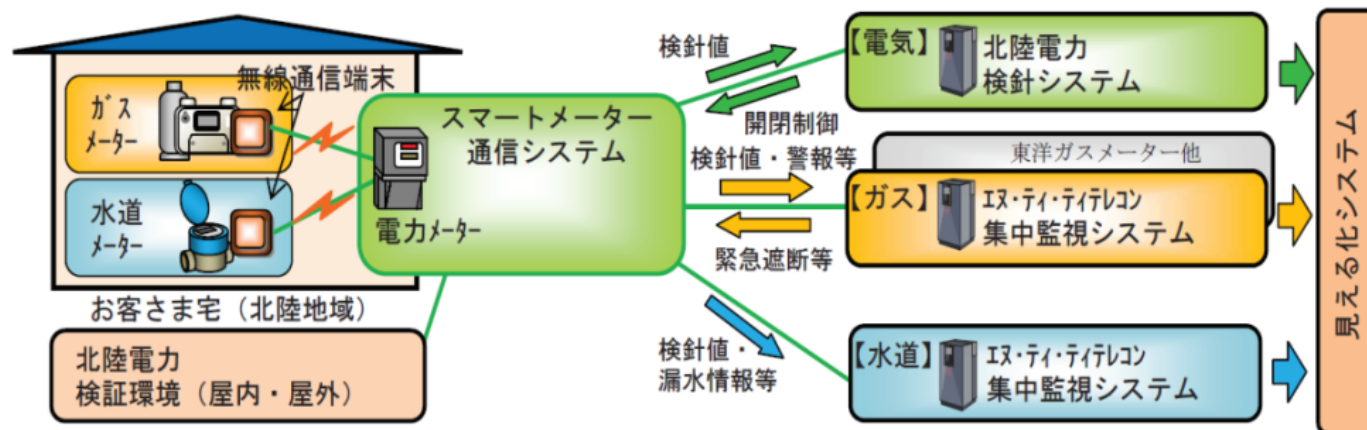 無線通信端末
ガス
メーター
水道
メーター
電力メーター
お客さま宅(北陸地域)
北陸電力
検証環境(屋内・屋外)
スマートメーター
通信システム
検針値
開閉制御
検針値・警報等
緊急遮断等
検針値・
漏水情報等
【電気】
北陸電力
検針システム
東洋ガスメーター他
【ガス】
エヌ・ティ・ティテレコン
集中監視システム
【水道】
エヌ・ティ・ティテレコン
集中監視システム
見える化システム